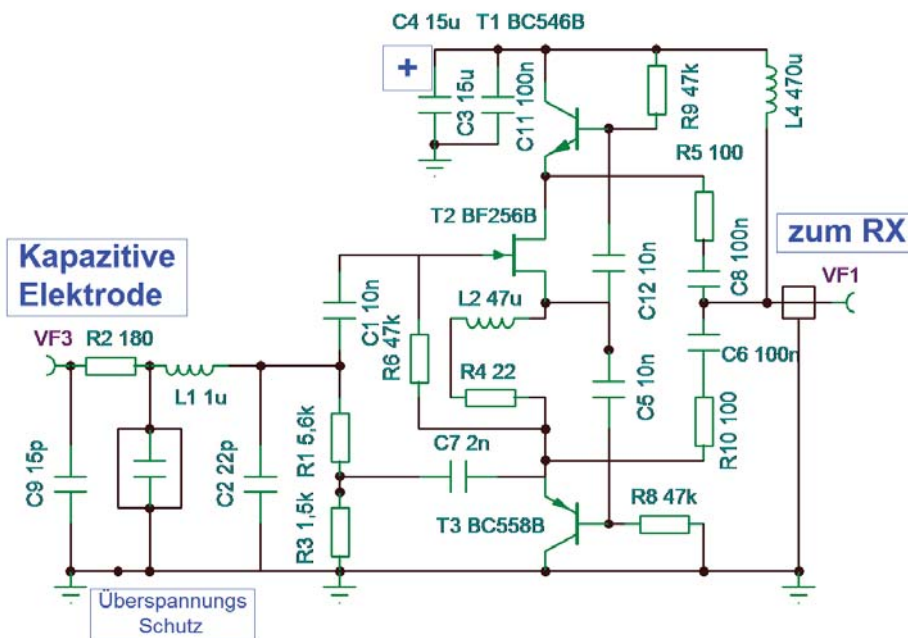 C4 15u T1 BC546B
+
C3 15u
C11 100n
R9 47k
L4 470u
R5 100
T2 BF256B
Kapazitive
Elektrode
zum RX
VF1
VF3
R2 180
C1 10n
L2 47u
C12 10n
C8 100n
L1 1u
R6 47k
R4 22
C5 10n
C6 100n
C9 15p
C2 22p
R1 5,6k
C7 2n
R10 100
R3 1,5k
T3 BC558B
R8 47k
Überspannungs
Schutz